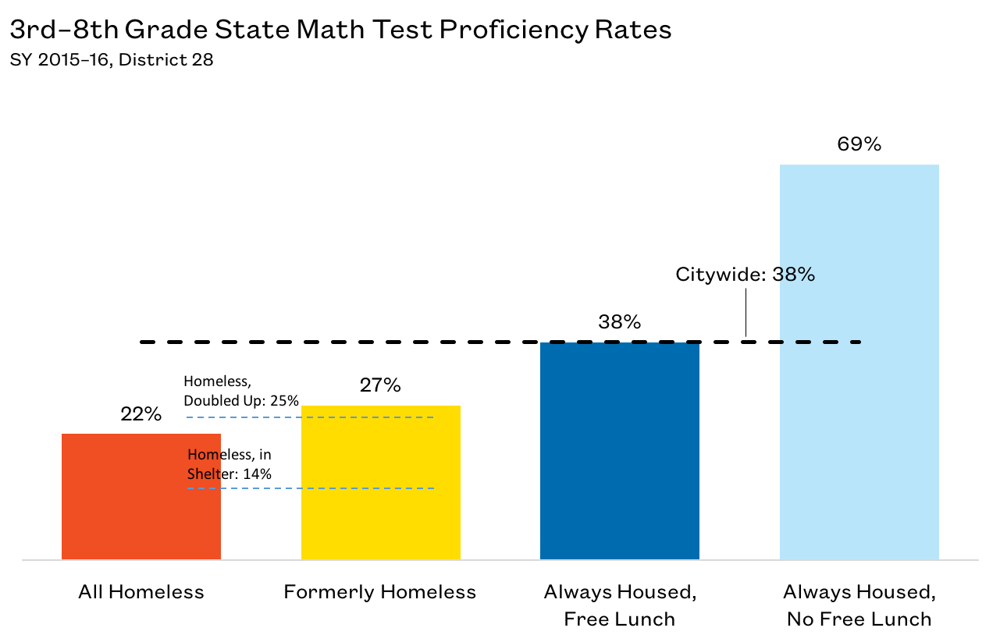 3rd–8th Grade State Math Test Proficiency Rates
SY 2015–16, District 28
69%
Citywide: 38%
38%
Homeless,
Doubled Up: 25%
27%
22%
Homeless, in
Shelter: 14%
All Homeless
Formerly Homeless
Always Housed,
Free Lunch
Always Housed,
No Free Lunch